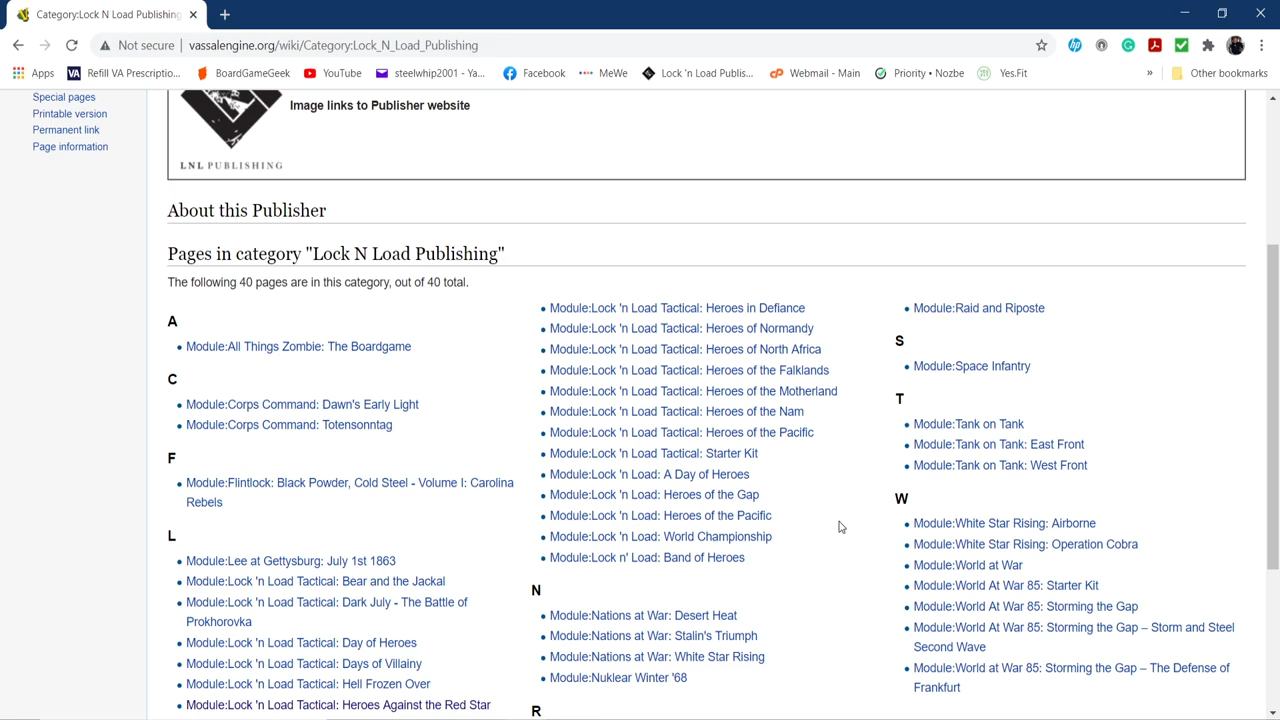 Category:Lock N Load Publishing
Not secure | vassalengine.org/wiki/Category:Lock_N_Load_Publishing
Apps
VA Refill VA Prescriptio...
BoardGameGeek
YouTube
steelwhip2001 - Ya...
Facebook
MeWe
Lock 'n Load Publis...
Webmail - Main
Priority • Nozbe
Yes.Fit
»
Other bookmarks
Special pages
Printable version
Permanent link
Page information
Image links to Publisher website
LNL PUBLISHING
About this Publisher
Pages in category "Lock N Load Publishing"
The following 40 pages are in this category, out of 40 total.
A
Module:All Things Zombie: The Boardgame
C
Module:Corps Command: Dawn's Early Light
Module:Corps Command: Totensonntag
F
Module:Flintlock: Black Powder, Cold Steel - Volume I: Carolina
Rebels
L
Module:Lee at Gettysburg: July 1st 1863
Module:Lock 'n Load Tactical: Bear and the Jackal
Module:Lock 'n Load Tactical: Dark July - The Battle of
Prokhorovka
Module:Lock 'n Load Tactical: Day of Heroes
Module:Lock 'n Load Tactical: Days of Villainy
Module:Lock 'n Load Tactical: Hell Frozen Over
Module:Lock 'n Load Tactical: Heroes Against the Red Star
Module:Lock 'n Load Tactical: Heroes in Defiance
Module:Lock 'n Load Tactical: Heroes of Normandy
Module:Lock 'n Load Tactical: Heroes of North Africa
Module:Lock 'n Load Tactical: Heroes of the Falklands
Module:Lock 'n Load Tactical: Heroes of the Motherland
Module:Lock 'n Load Tactical: Heroes of the Nam
Module:Lock 'n Load Tactical: Heroes of the Pacific
Module:Lock 'n Load Tactical: Starter Kit
Module:Lock 'n Load: A Day of Heroes
Module:Lock 'n Load: Heroes of the Gap
Module:Lock 'n Load: Heroes of the Pacific
Module:Lock 'n Load: World Championship
Module:Lock n' Load: Band of Heroes
N
Module:Nations at War: Desert Heat
Module:Nations at War: Stalin's Triumph
Module:Nations at War: White Star Rising
Module:Nuklear Winter '68
R
Module:Raid and Riposte
S
Module:Space Infantry
T
Module:Tank on Tank
Module:Tank on Tank: East Front
Module:Tank on Tank: West Front
W
Module:White Star Rising: Airborne
Module:White Star Rising: Operation Cobra
Module:World at War
Module:World At War 85: Starter Kit
Module:World At War 85: Storming the Gap
Module:World At War 85: Storming the Gap – Storm and Steel
Second Wave
Module:World at War 85: Storming the Gap – The Defense of
Frankfurt